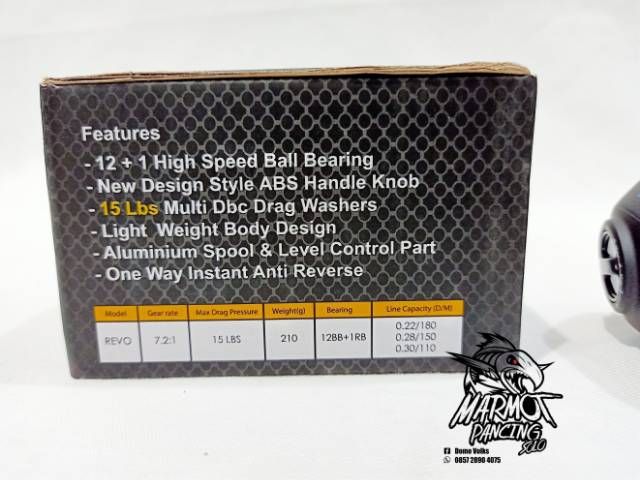 Features
- 12 + 1 High Speed Ball Bearing
- New Design Style ABS Handle Knob
- 15 Lbs Multi Dbc Drag Washers
- Light Weight Body Design
- Aluminium Spool & Level Control Part
- One Way Instant Anti Reverse
Model Gear rate Max Drag Pressure Weight(g) Bearing Line Capacity (D/M)
REVO 7.2:1 15 LBS 210 12BB+1RB 0.22/180
0.28/150
0.30/110
MARMOT
PANCING
SOLO
Domo Volks
0857 2890 4075